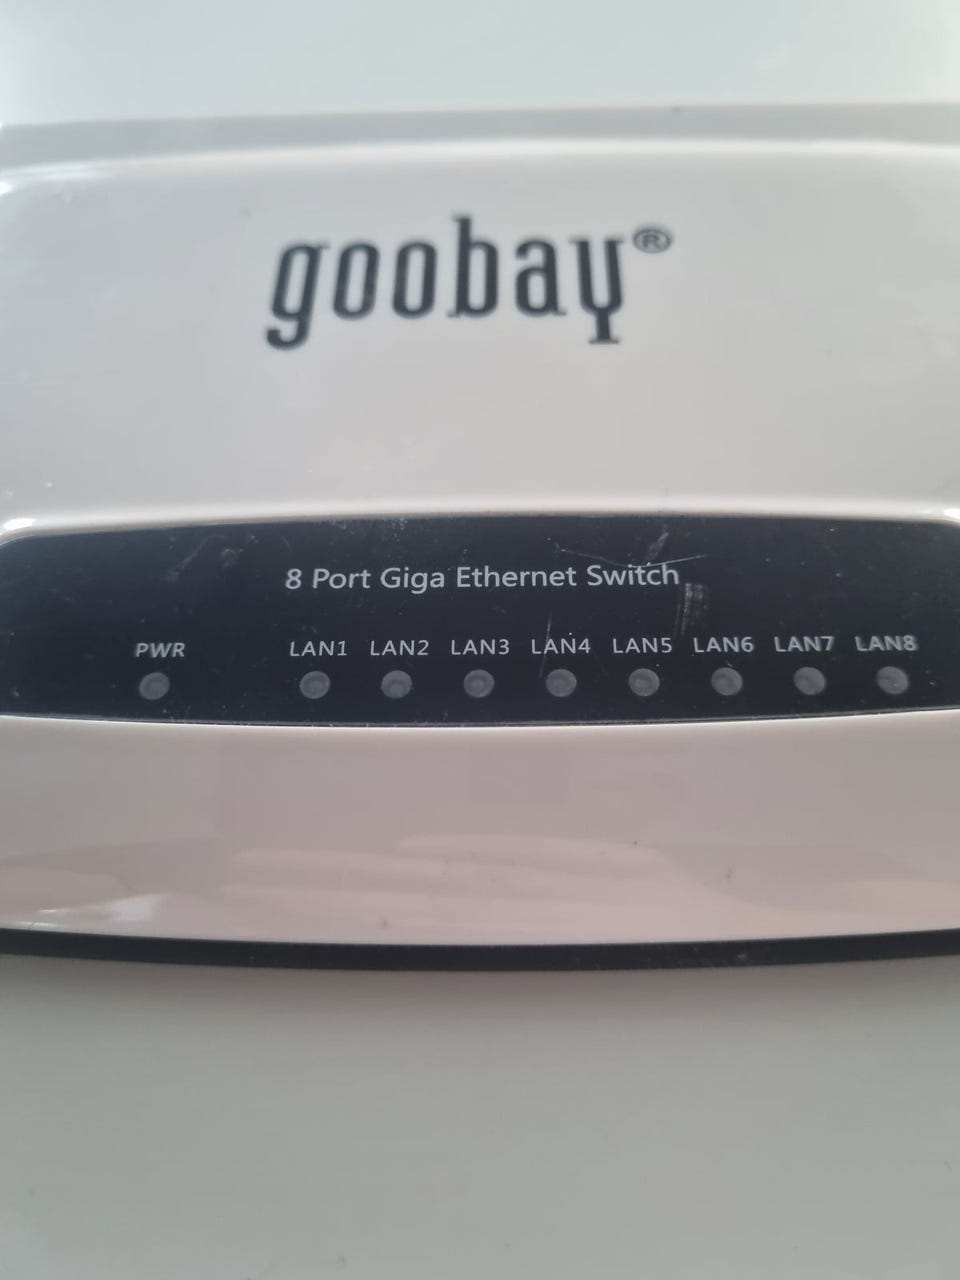 goobay®
8 Port Giga Ethernet Switch
PWR LAN1 LAN2 LAN3 LAN4 LAN5 LAN6 LAN7 LAN8